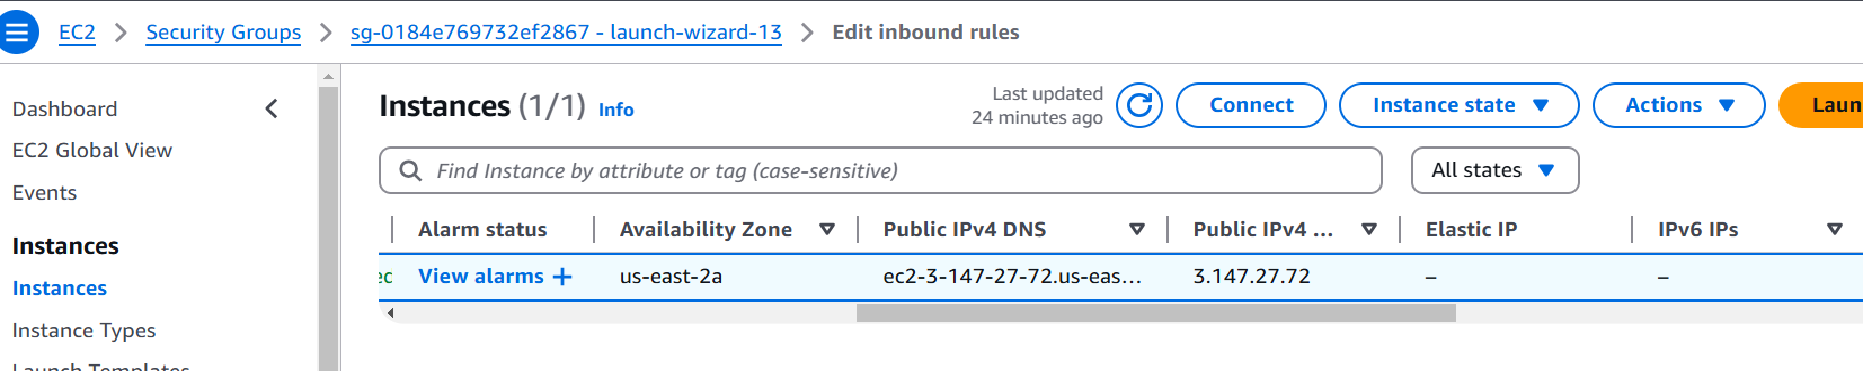 EC2 > Security Groups > sg-0184e769732ef2867 - launch-wizard-13 > Edit inbound rules
Dashboard
EC2 Global View
Events
Instances
Instances
Instance Types
Launch Templates
Instances (1/1) Info
Last updated
24 minutes ago
Connect
Instance state
Actions
Laun
Find Instance by attribute or tag (case-sensitive)
All states
Alarm status Availability Zone Public IPv4 DNS Public IPv4 ... Elastic IP IPv6 IPs
ec View alarms + us-east-2a ec2-3-147-27-72.us-eas... 3.147.27.72 – –